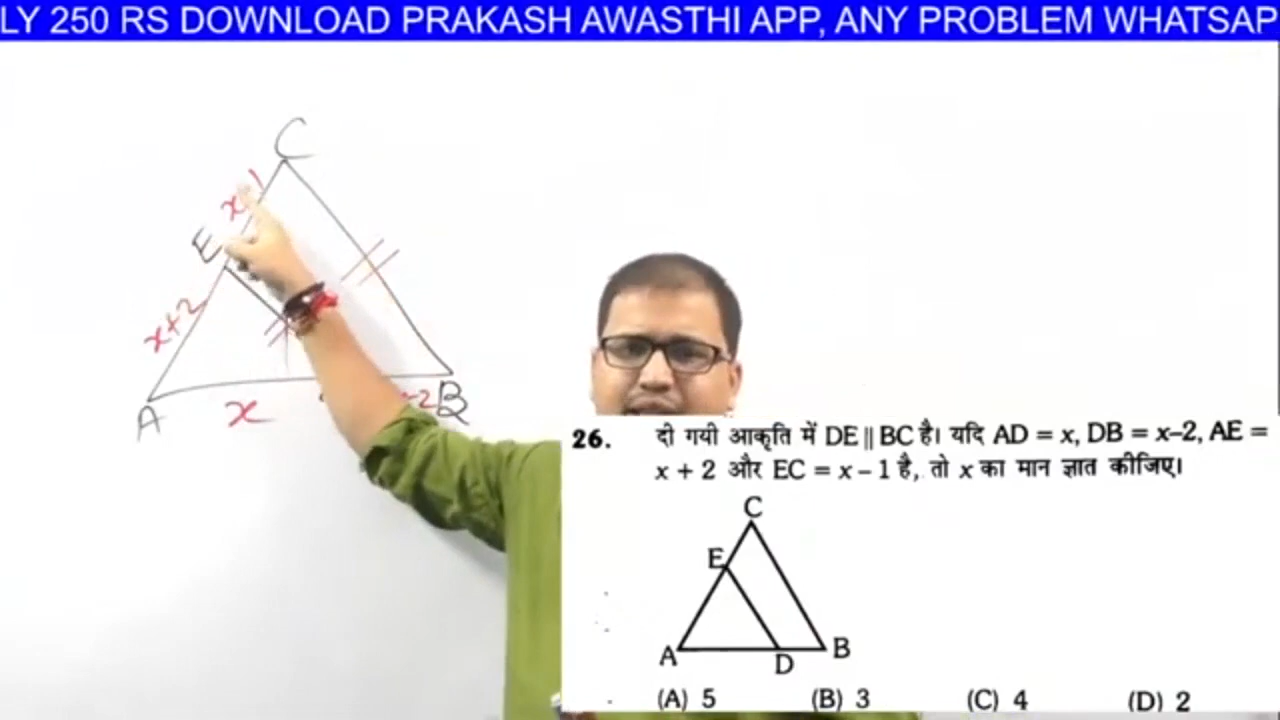 LY 250 RS DOWNLOAD PRAKASH AWASTHI APP, ANY PROBLEM WHATSAP
C
E
x+2
A
x
B
26. दी गयी आकृति में DE || BC है। यदि AD = x, DB = x–2, AE =
x + 2 और EC = x – 1 है, तो x का मान ज्ञात कीजिए।
C
E
A
D
B
(A) 5 (B) 3 (C) 4 (D) 2